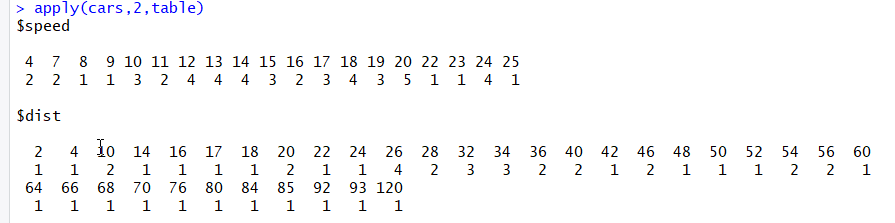 > apply(cars,2,table)
$speed
4 7 8 9 10 11 12 13 14 15 16 17 18 19 20 22 23 24 25
2 2 1 1 3 2 4 4 4 3 2 3 4 3 5 1 1 4 1
$dist
2 4 10 14 16 17 18 20 22 24 26 28 32 34 36 40 42 46 48 50 52 54 56 60
1 1 2 1 1 1 1 2 1 1 4 2 3 3 2 2 1 2 1 1 1 2 2 1
64 66 68 70 76 80 84 85 92 93 120
1 1 1 1 1 1 1 1 1 1 1